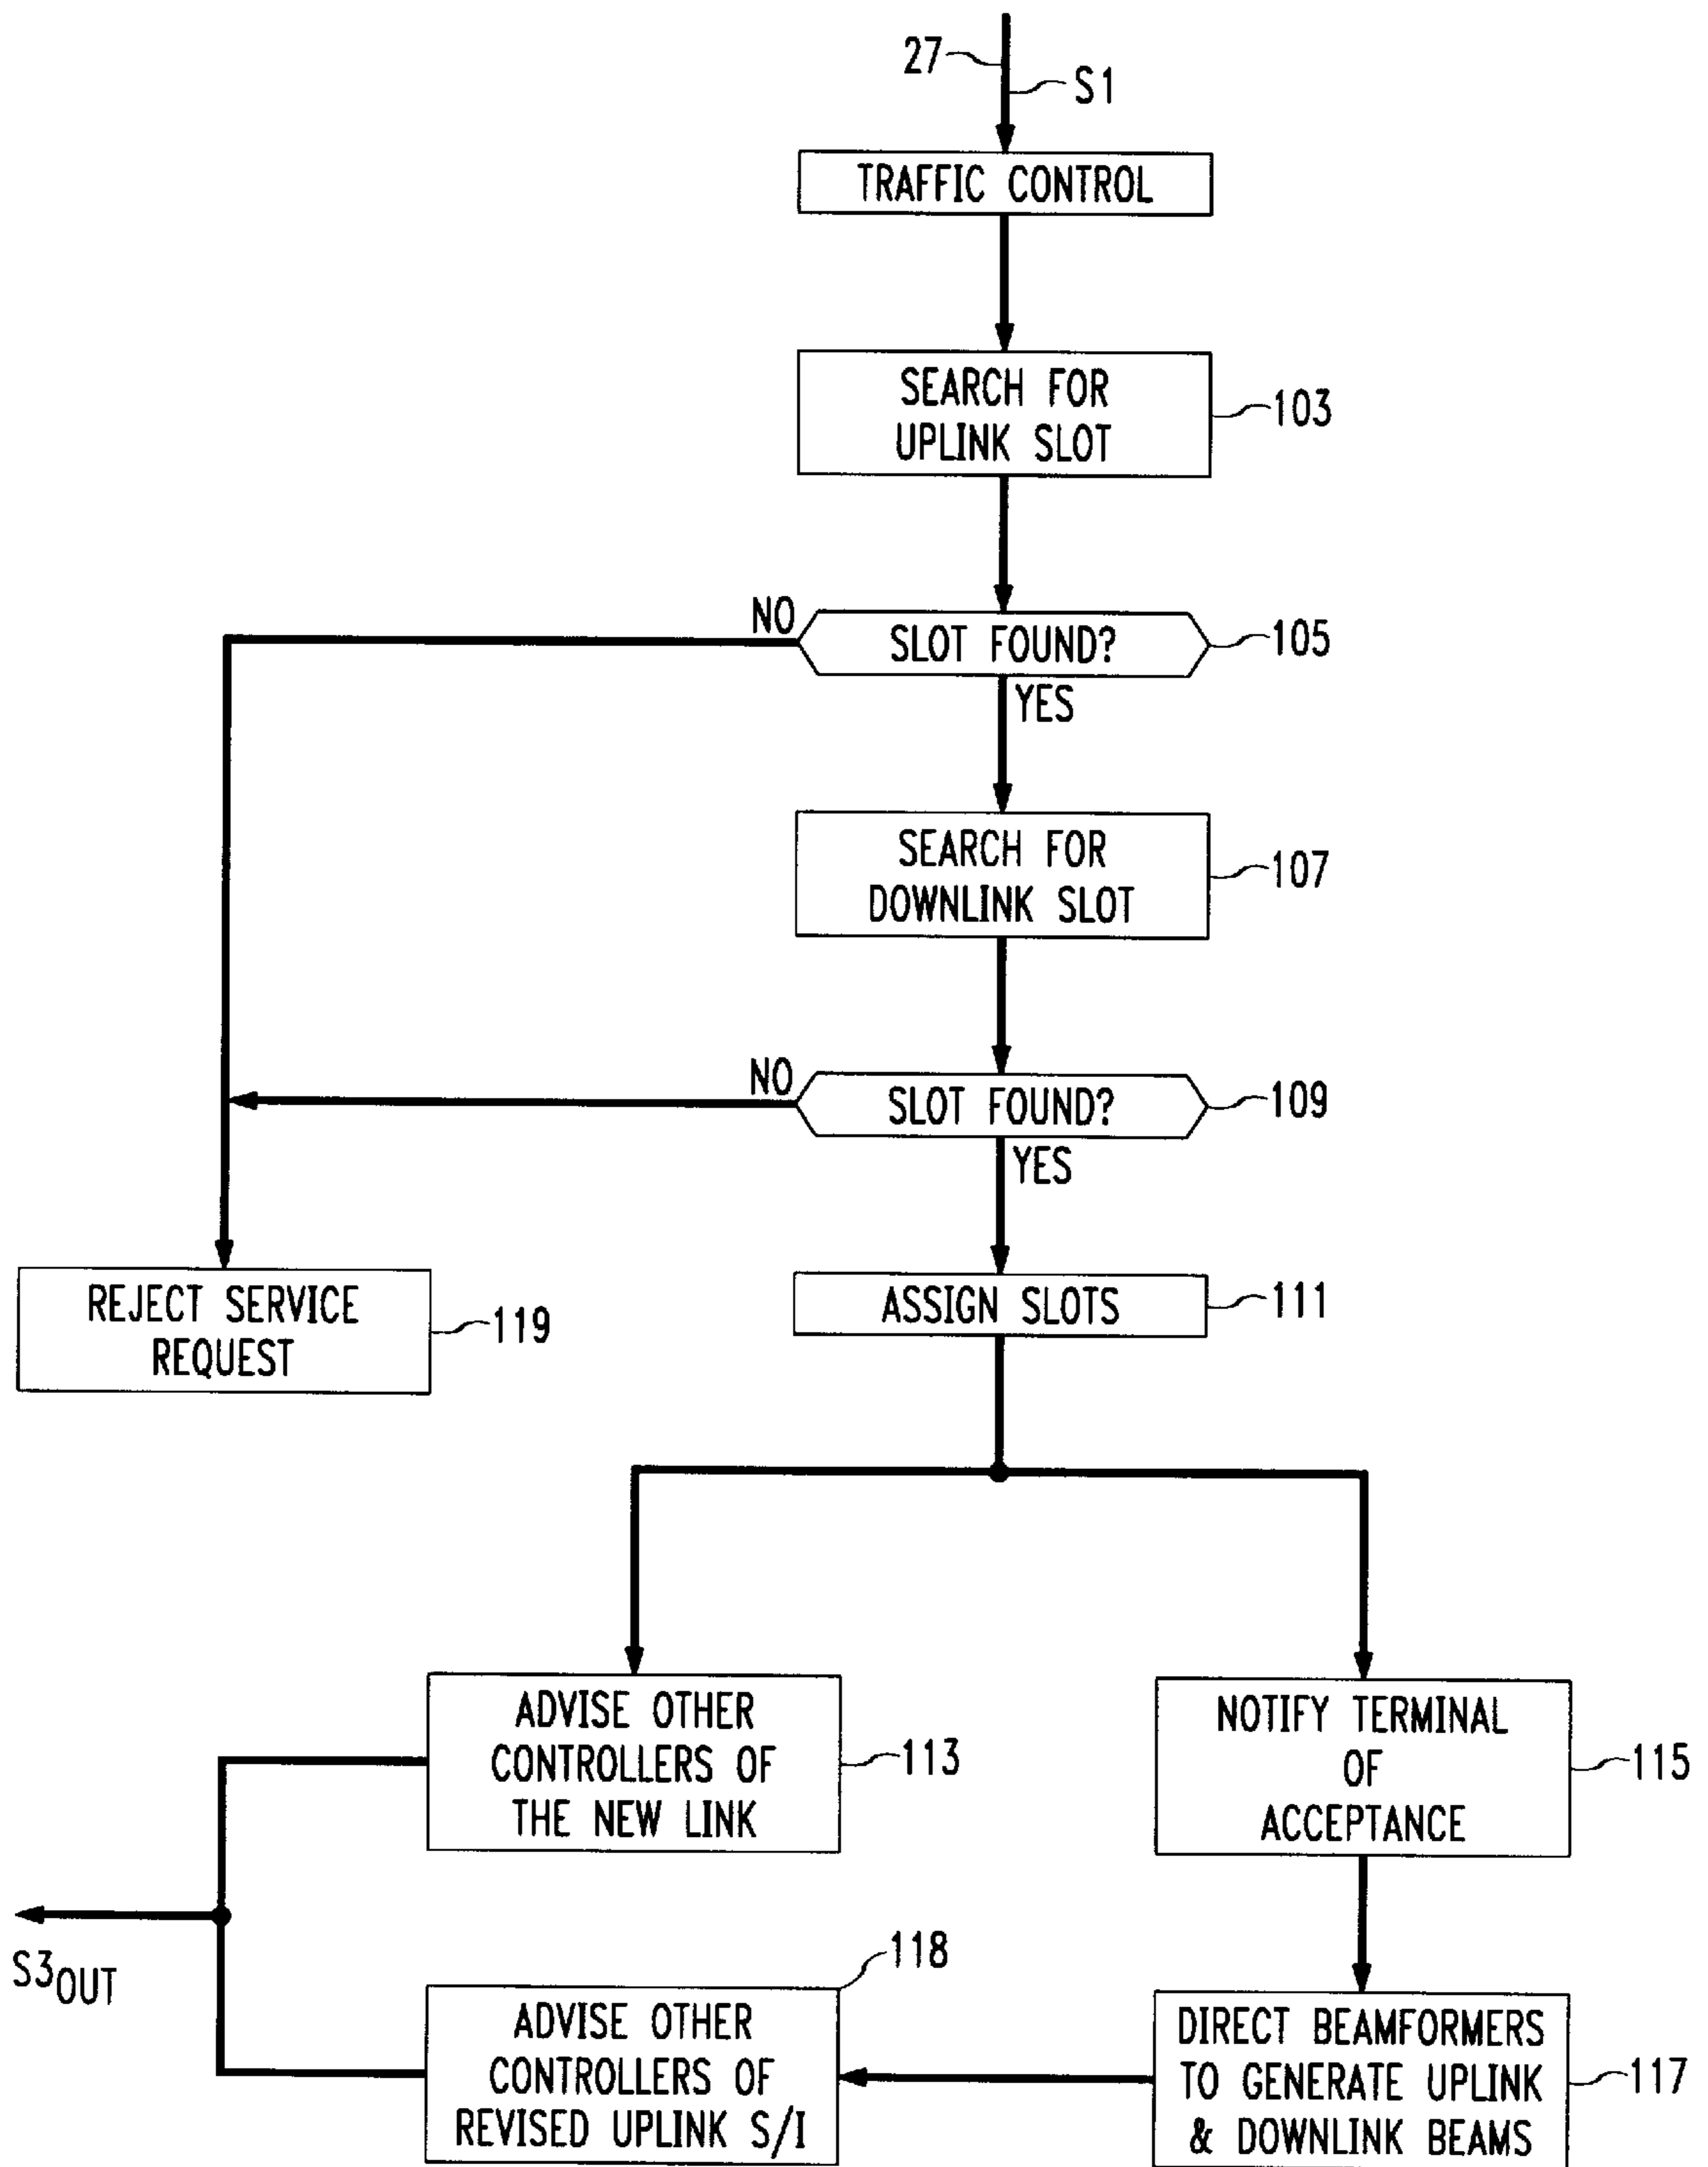 27
S1
TRAFFIC CONTROL
SEARCH FOR
UPLINK SLOT
103
NO
SLOT FOUND?
105
YES
SEARCH FOR
DOWNLINK SLOT
107
NO
SLOT FOUND?
109
YES
ASSIGN SLOTS
111
REJECT SERVICE
REQUEST
119
ADVISE OTHER
CONTROLLERS OF
THE NEW LINK
113
NOTIFY TERMINAL
OF
ACCEPTANCE
115
S3OUT
118
ADVISE OTHER
CONTROLLERS OF
REVISED UPLINK S/I
DIRECT BEAMFORMERS
TO GENERATE UPLINK
& DOWNLINK BEAMS
117